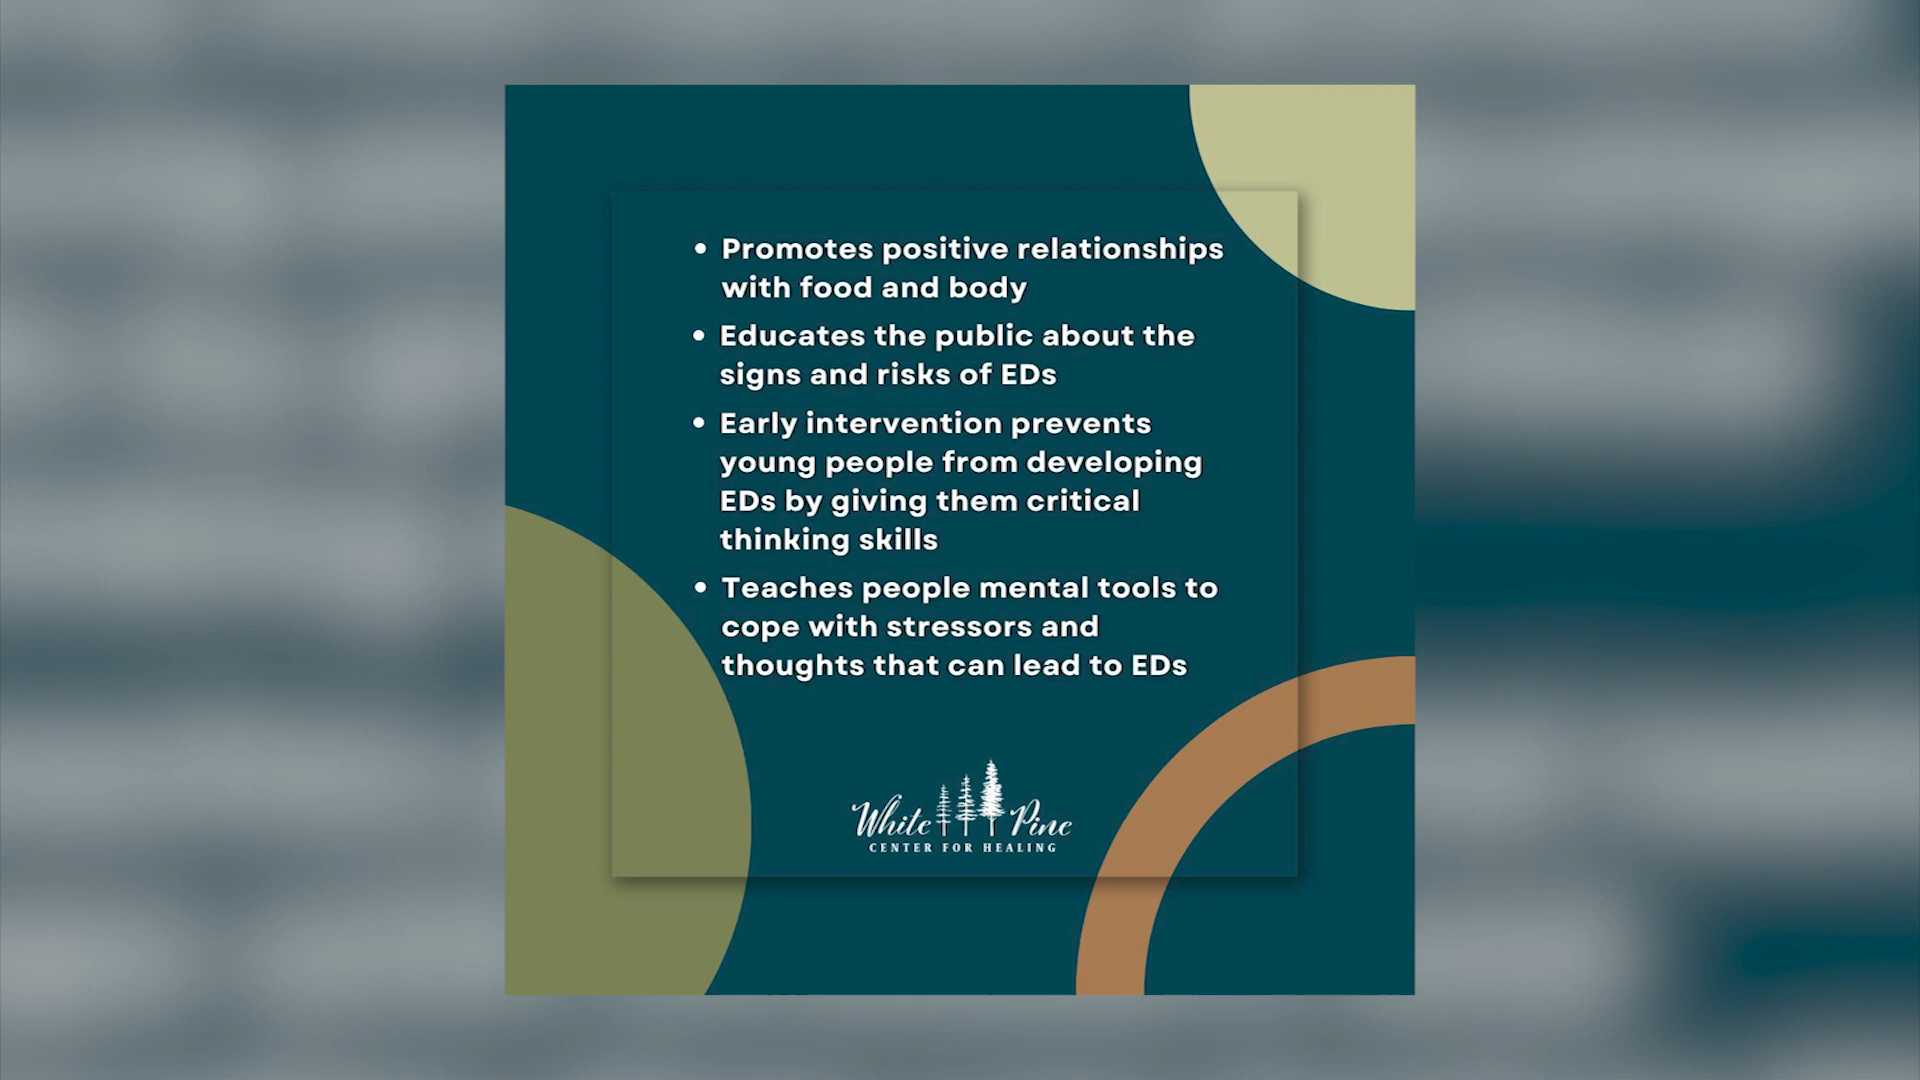 • Promotes positive relationships
with food and body
• Educates the public about the
signs and risks of EDs
• Early intervention prevents
young people from developing
EDs by giving them critical
thinking skills
• Teaches people mental tools to
cope with stressors and
thoughts that can lead to EDs
White Pine
CENTER FOR HEALING